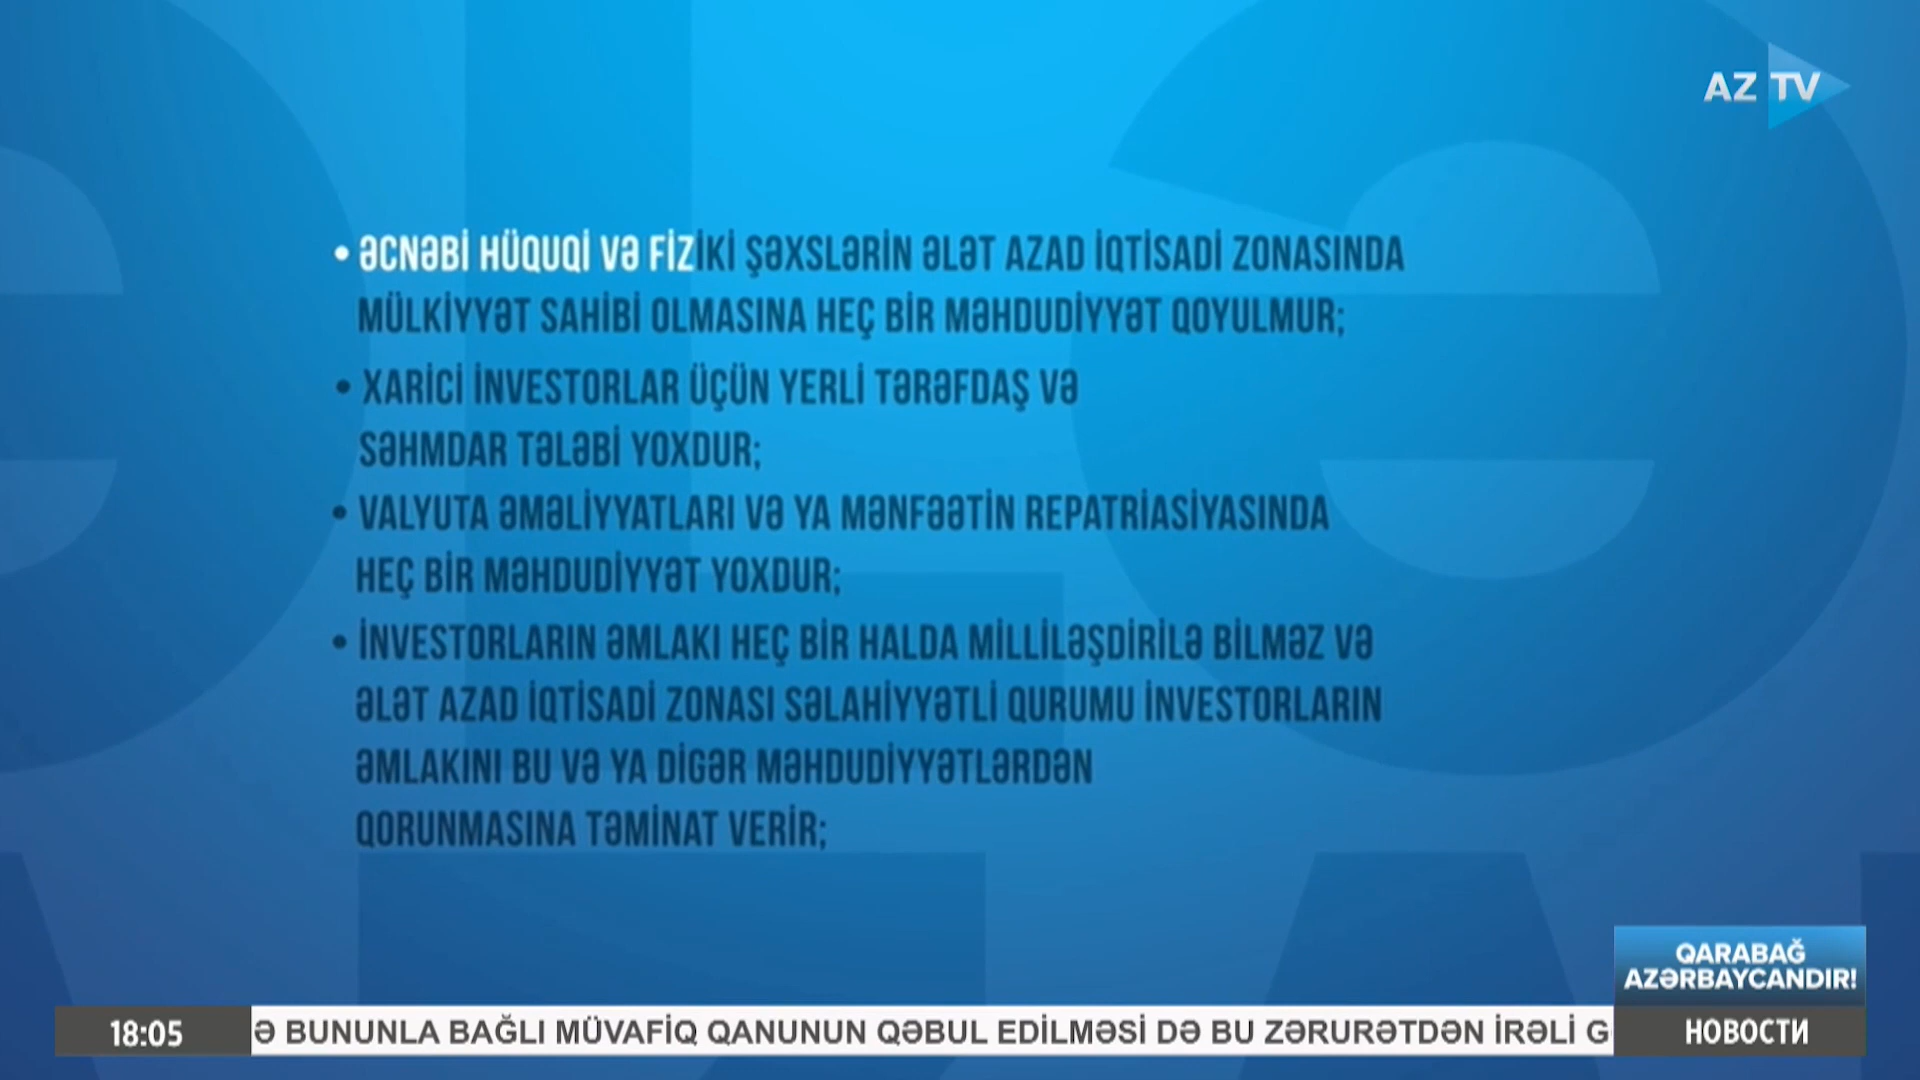 AZ TV
• ƏCNƏBİ HÜQUQİ VƏ FİZİKİ ŞƏXSLƏRİN ƏLƏT AZAD İQTİSADİ ZONASINDA
MÜLKİYYƏT SAHİBİ OLMASINA HEÇ BİR MƏHDUDİYYƏT QOYULMUR;
• XARİCİ İNVESTORLAR ÜÇÜN YERLİ TƏRƏFDAŞ VƏ
SƏHMDAR TƏLƏBİ YOXDUR;
• VALYUTA ƏMƏLİYYATLARI VƏ YA MƏNFƏƏTİN REPATRİASİYASINDA
HEÇ BİR MƏHDUDİYYƏT YOXDUR;
• İNVESTORLARIN ƏMLAKI HEÇ BİR HALDA MİLLİLƏŞDİRİLƏ BİLMƏZ VƏ
ƏLƏT AZAD İQTİSADİ ZONASI SƏLAHİYYƏTLİ QURUMU İNVESTORLARIN
ƏMLAKINI BU VƏ YA DİGƏR MƏHDUDİYYƏTLƏRDƏN
QORUNMASINA TƏMİNAT VERİR;
QARABAĞ
AZƏRBAYCANDIR!
18:05 Ə BUNUNLA BAĞLI MÜVAFİQ QANUNUN QƏBUL EDİLMƏSİ DƏ BU ZƏRURƏTDƏN İRƏLİ G НОВОСТИ